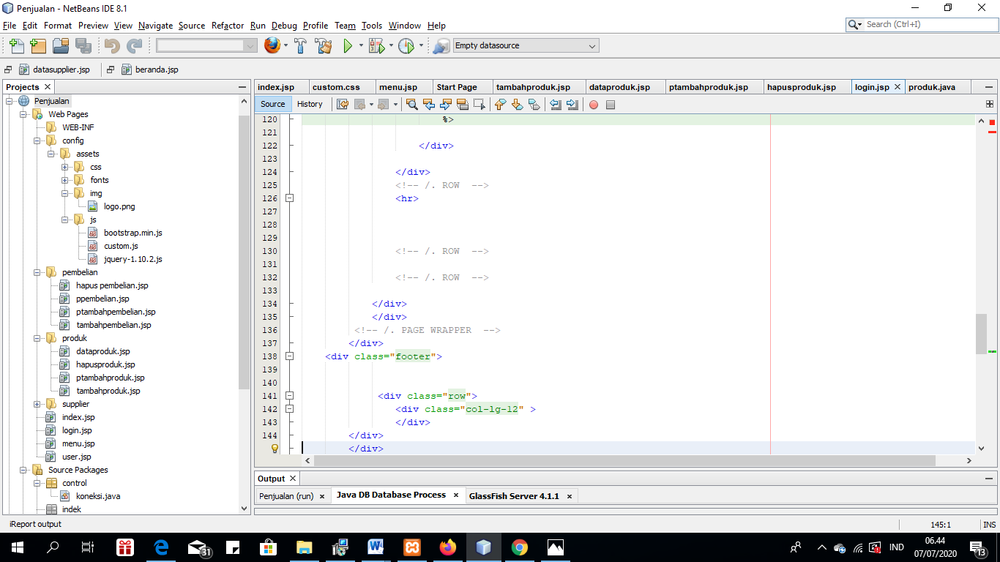 Penjualan - NetBeans IDE 8.1
File Edit Format Preview View Navigate Source Refactor Run Debug Profile Team Tools Window Help
Search (Ctrl+I)
Empty datasource
datasupplier.jsp beranda.jsp
Projects
index.jsp custom.css menu.jsp Start Page tambahproduk.jsp dataproduk.jsp ptambahproduk.jsp hapusproduk.jsp login.jsp produk.java
Source History
Penjualan
Web Pages
WEB-INF
config
assets
css
fonts
img
logo.png
js
bootstrap.min.js
custom.js
jquery-1.10.2.js
pembelian
hapus pembelian.jsp
ppembelian.jsp
ptambahpembelian.jsp
tambahpembelian.jsp
produk
dataproduk.jsp
hapusproduk.jsp
ptambahproduk.jsp
tambahproduk.jsp
supplier
index.jsp
login.jsp
menu.jsp
user.jsp
Source Packages
control
koneksi.java
indek
120 %>
121
122 </div>
123
124 </div>
125 <!-- /. ROW  -->
126 <hr>
127
128
129
130 <!-- /. ROW  -->
131
132 <!-- /. ROW  -->
133
134 </div>
135 </div>
136 <!-- /. PAGE WRAPPER  -->
137 </div>
138 <div class="footer">
139
140
141 <div class="row">
142 <div class="col-lg-12" >
143 </div>
144 </div>
</div>
Output
Penjualan (run) Java DB Database Process GlassFish Server 4.1.1
iReport output
145:1 INS
31
IND
06.44
07/07/2020
13